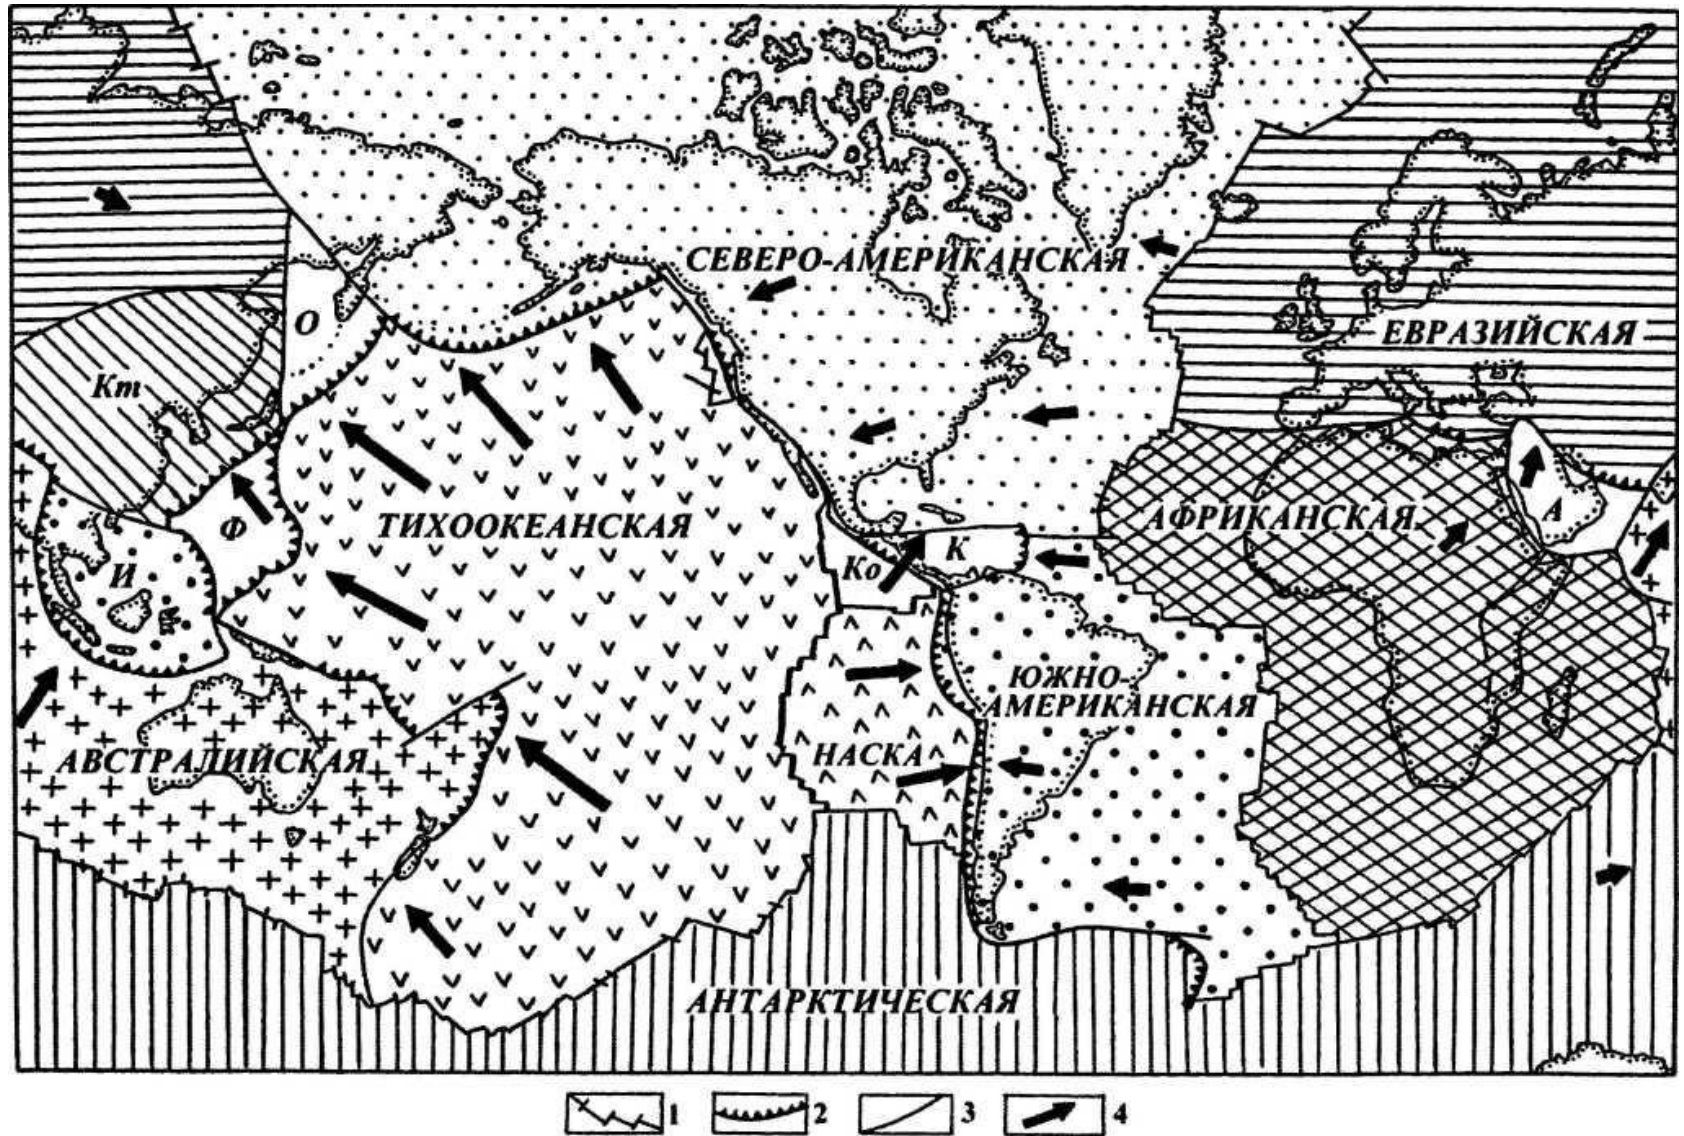 СЕВЕРО-АМЕРИКАНСКАЯ
О
ЕВРАЗИЙСКАЯ
Кт
ТИХООКЕАНСКАЯ
АФРИКАНСКАЯ
А
Ф
К
Ко
И
ЮЖНО-
АМЕРИКАНСКАЯ
АВСТРАЛИЙСКАЯ
НАСКА
АНТАРКТИЧЕСКАЯ
1 2 3 4